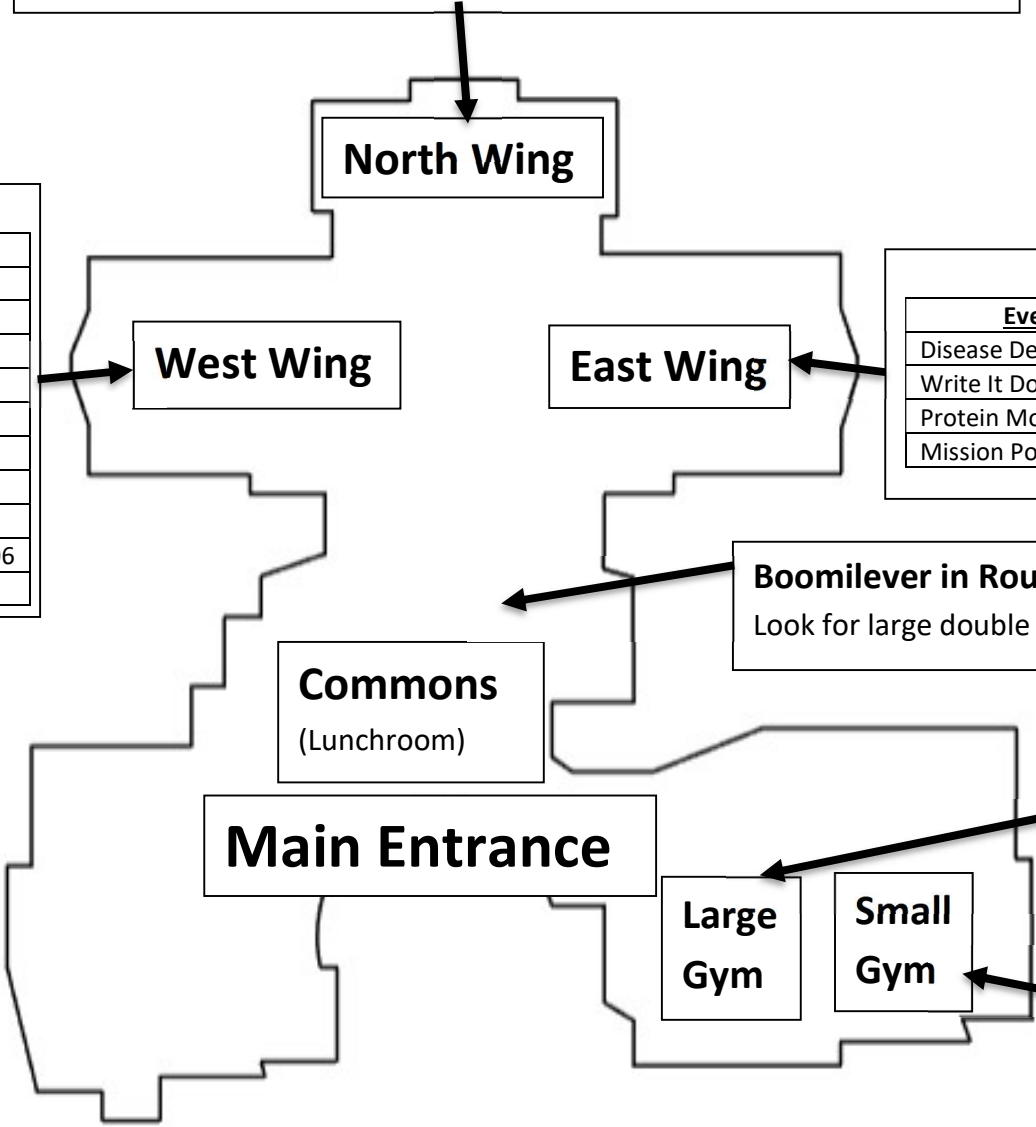 North Wing
West Wing
East Wing
Eve
Disease De
Write It Do
Protein Mo
Mission Po
06
Boomilever in Rou
Look for large double
Commons
(Lunchroom)
Main Entrance
Large
Gym
Small
Gym